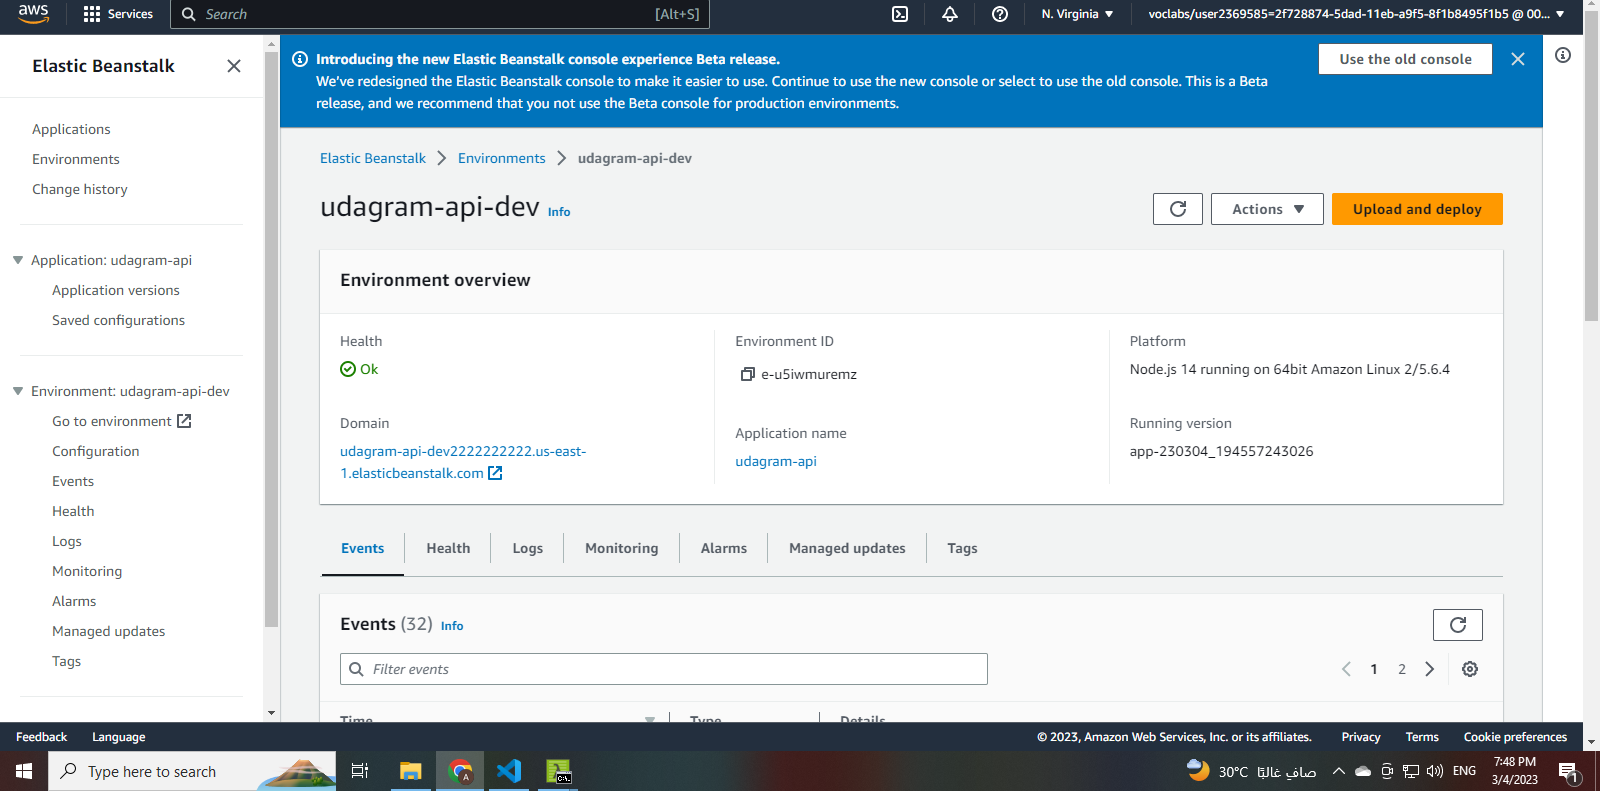 aws
Services
Search
[Alt+S]
N. Virginia
voclabs/user2369585=2f728874-5dad-11eb-a9f5-8f1b8495f1b5 @ 00...
Elastic Beanstalk
Applications
Environments
Change history
Application: udagram-api
Application versions
Saved configurations
Environment: udagram-api-dev
Go to environment
Configuration
Events
Health
Logs
Monitoring
Alarms
Managed updates
Tags
Introducing the new Elastic Beanstalk console experience Beta release.
We've redesigned the Elastic Beanstalk console to make it easier to use. Continue to use the new console or select to use the old console. This is a Beta
release, and we recommend that you not use the Beta console for production environments.
Use the old console
Elastic Beanstalk
Environments
udagram-api-dev
udagram-api-dev Info
Actions
Upload and deploy
Environment overview
Health
Ok
Domain
udagram-api-dev2222222222.us-east-
1.elasticbeanstalk.com
Environment ID
e-u5iwmuremz
Application name
udagram-api
Platform
Node.js 14 running on 64bit Amazon Linux 2/5.6.4
Running version
app-230304_194557243026
Events
Health
Logs
Monitoring
Alarms
Managed updates
Tags
Events (32) Info
Filter events
1
2
Time
Type
Details
Feedback
Language
© 2023, Amazon Web Services, Inc. or its affiliates.
Privacy
Terms
Cookie preferences
Type here to search
A
C:\.
30°C صافٍ غالبًا
ENG
7:48 PM
3/4/2023
1